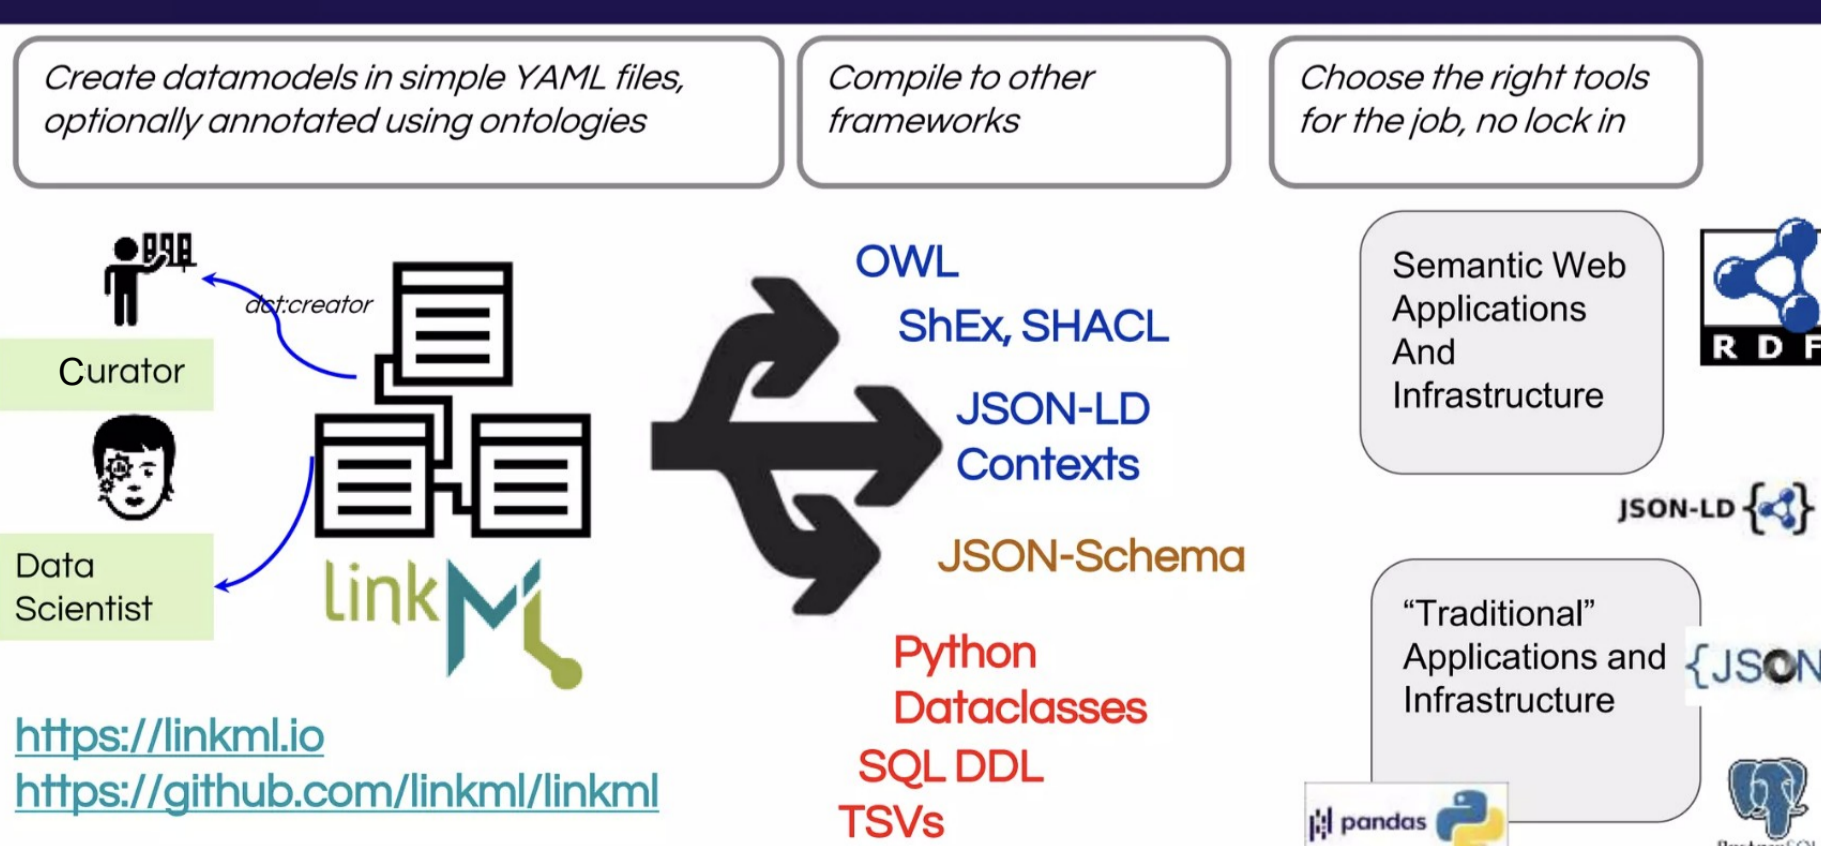 Create datamodels in simple YAML files,
optionally annotated using ontologies
Compile to other
frameworks
Choose the right tools
for the job, no lock in
dct:creator
Curator
Data
Scientist
linkML
https://linkml.io
https://github.com/linkml/linkml
OWL
ShEx, SHACL
JSON-LD
Contexts
JSON-Schema
Python
Dataclasses
SQL DDL
TSVs
Semantic Web
Applications
And
Infrastructure
RDF
JSON-LD
“Traditional”
Applications and
Infrastructure
{JSON
pandas